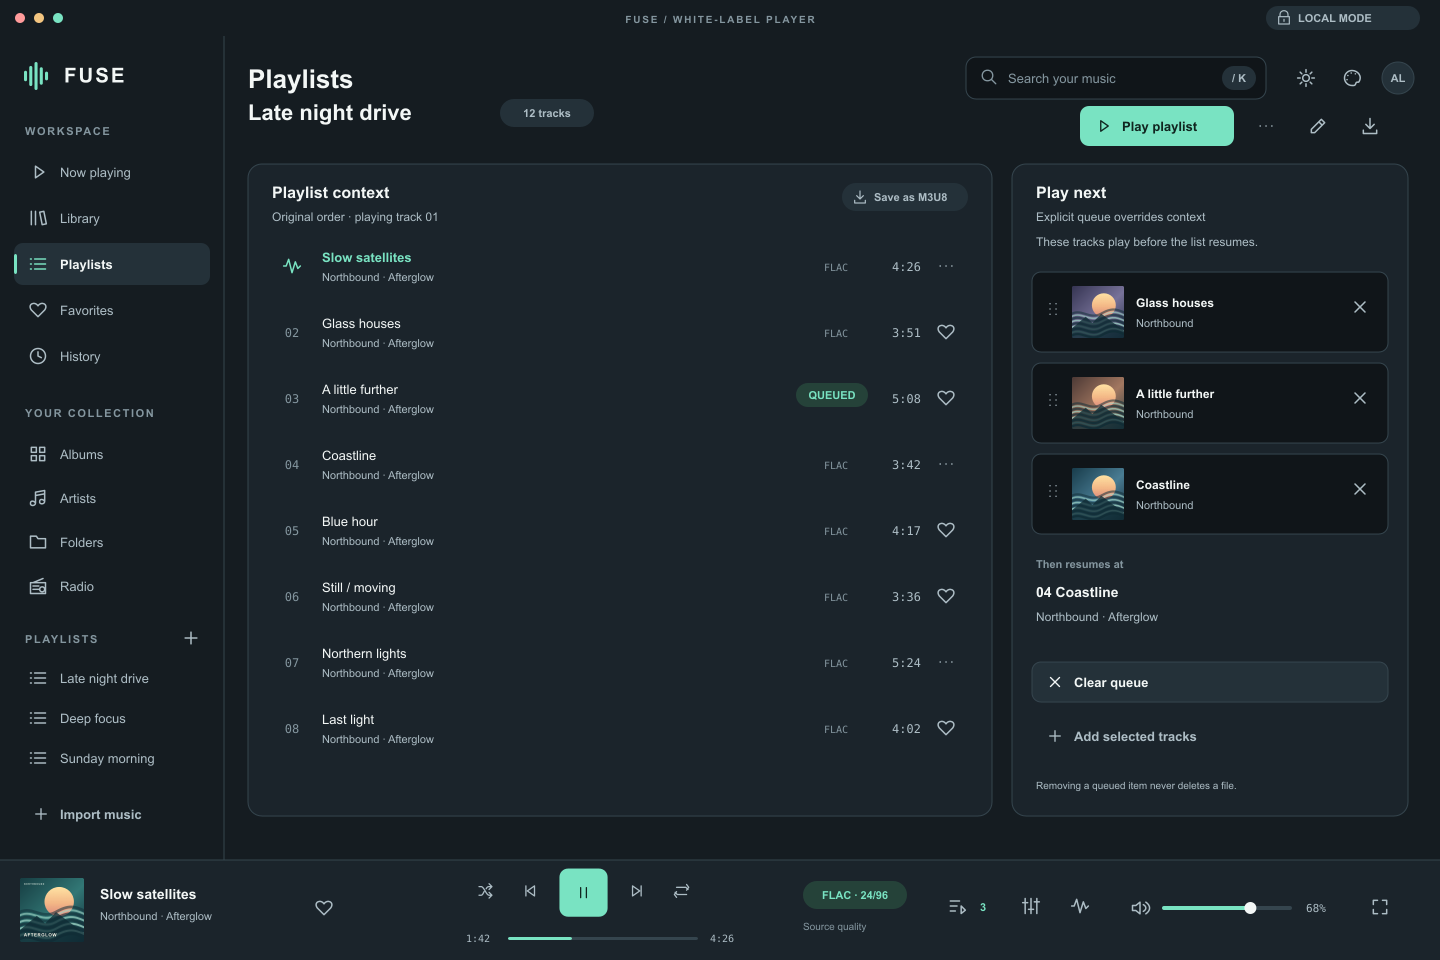 FUSE / WHITE-LABEL PLAYER
LOCAL MODE
FUSE
WORKSPACE
Now playing
Library
Playlists
Favorites
History
YOUR COLLECTION
Albums
Artists
Folders
Radio
PLAYLISTS
Late night drive
Deep focus
Sunday morning
Import music
Playlists
Late night drive
12 tracks
Search your music
/ K
AL
Play playlist
Playlist context
Original order · playing track 01
Save as M3U8
Slow satellites
Northbound · Afterglow
FLAC
4:26
02
Glass houses
Northbound · Afterglow
FLAC
3:51
03
A little further
Northbound · Afterglow
QUEUED
5:08
04
Coastline
Northbound · Afterglow
FLAC
3:42
05
Blue hour
Northbound · Afterglow
FLAC
4:17
06
Still / moving
Northbound · Afterglow
FLAC
3:36
07
Northern lights
Northbound · Afterglow
FLAC
5:24
08
Last light
Northbound · Afterglow
FLAC
4:02
Play next
Explicit queue overrides context
These tracks play before the list resumes.
Glass houses
Northbound
A little further
Northbound
Coastline
Northbound
Then resumes at
04 Coastline
Northbound · Afterglow
Clear queue
Add selected tracks
Removing a queued item never deletes a file.
AFTERGLOW
Slow satellites
Northbound · Afterglow
1:42
4:26
FLAC · 24/96
Source quality
3
68%